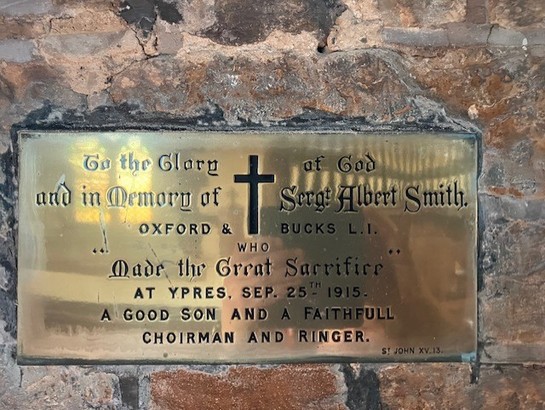 To the Glory of God
and in Memory of Sergt Albert Smith.
OXFORD & BUCKS L.I.
WHO
"Made the Great Sacrifice"
AT YPRES, SEP. 25TH 1915.
A GOOD SON AND A FAITHFULL
CHOIRMAN AND RINGER.
ST JOHN XV.13.